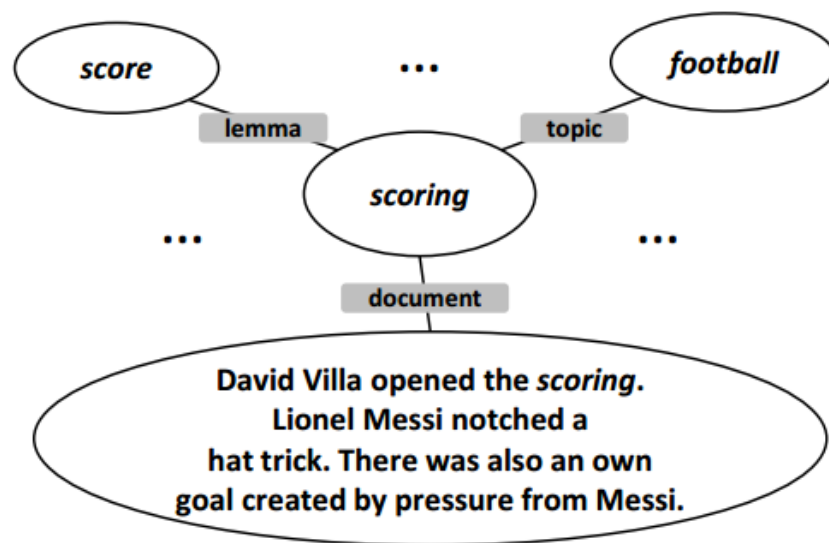 score
...
football
lemma
topic
scoring
...
...
document
David Villa opened the scoring.
Lionel Messi notched a
hat trick. There was also an own
goal created by pressure from Messi.